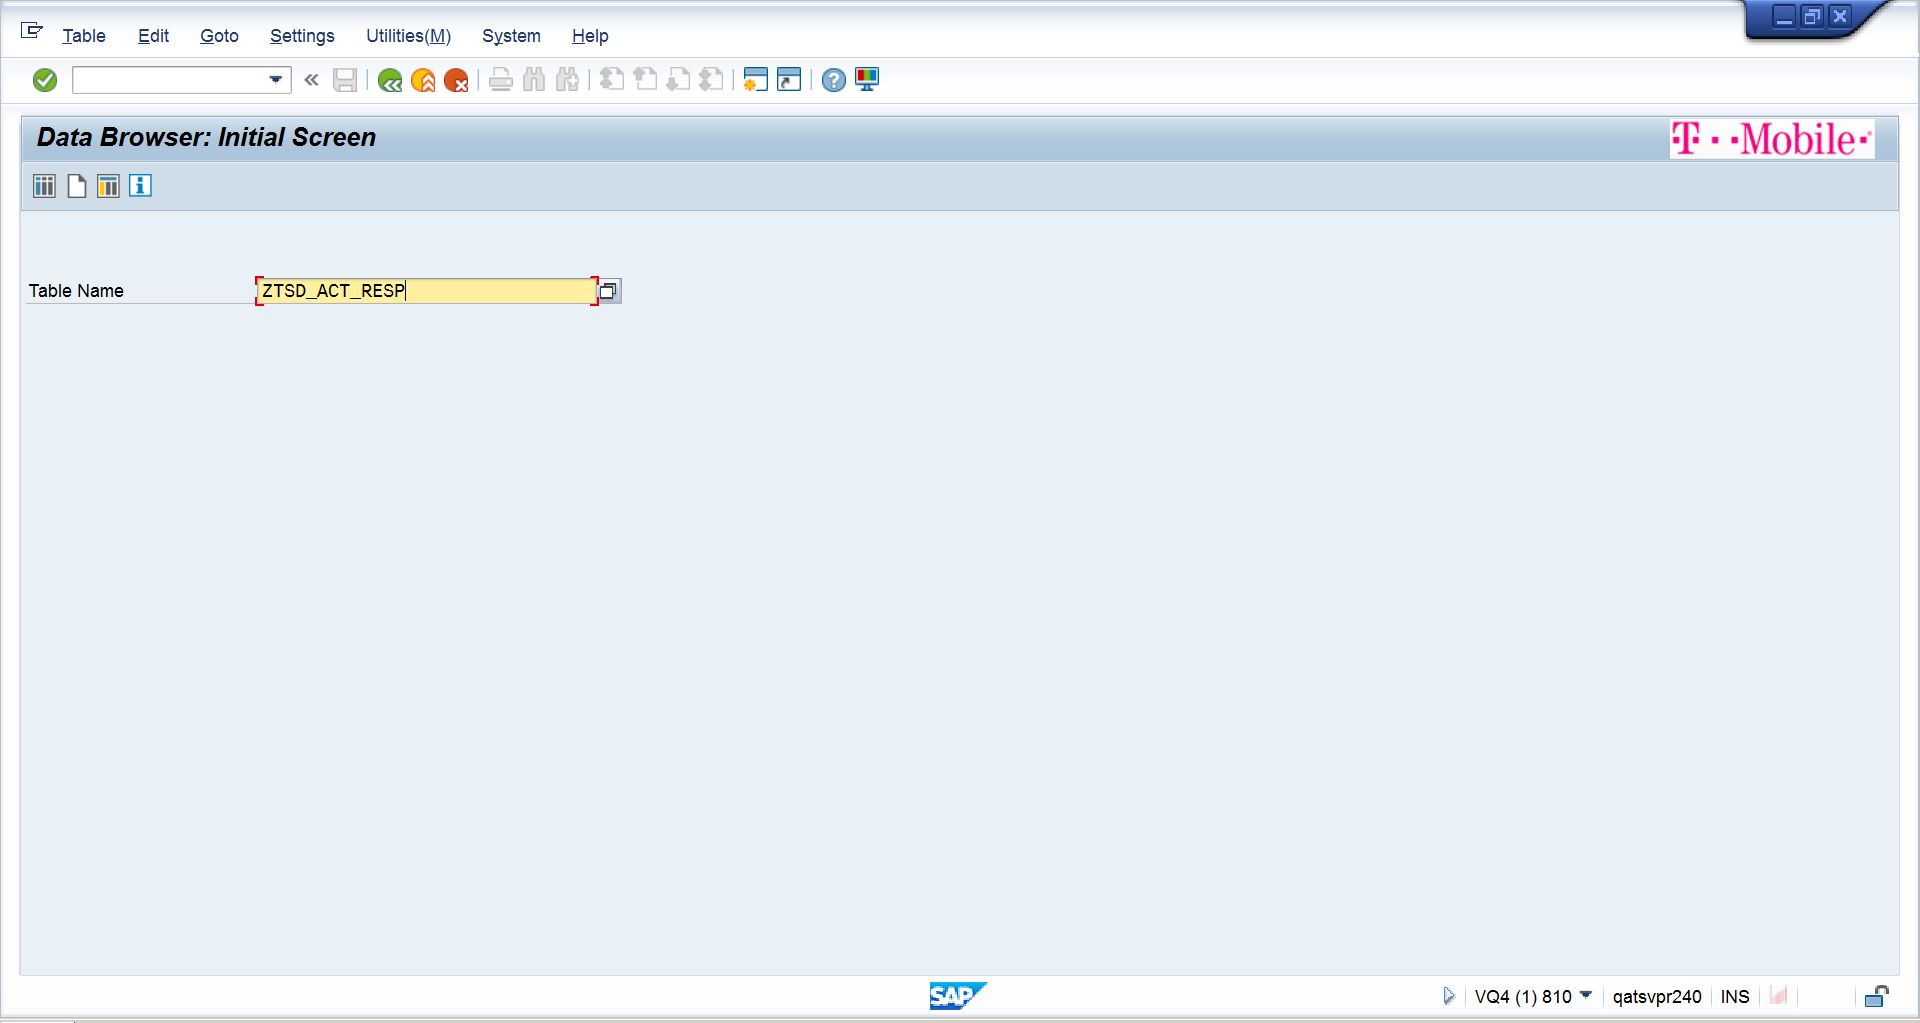 Table Edit Goto Settings Utilities(M) System Help
Data Browser: Initial Screen
T··Mobile·
Table Name ZTSD_ACT_RESP
SAP
VQ4 (1) 810 qatsvpr240 INS